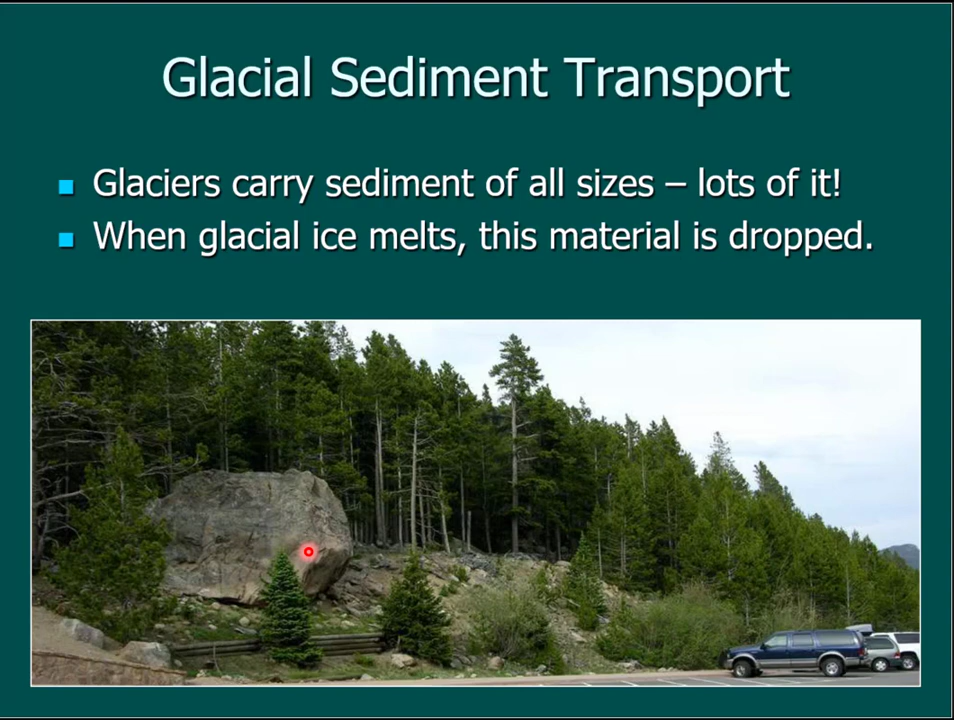 Glacial Sediment Transport
Glaciers carry sediment of all sizes – lots of it!
When glacial ice melts, this material is dropped.